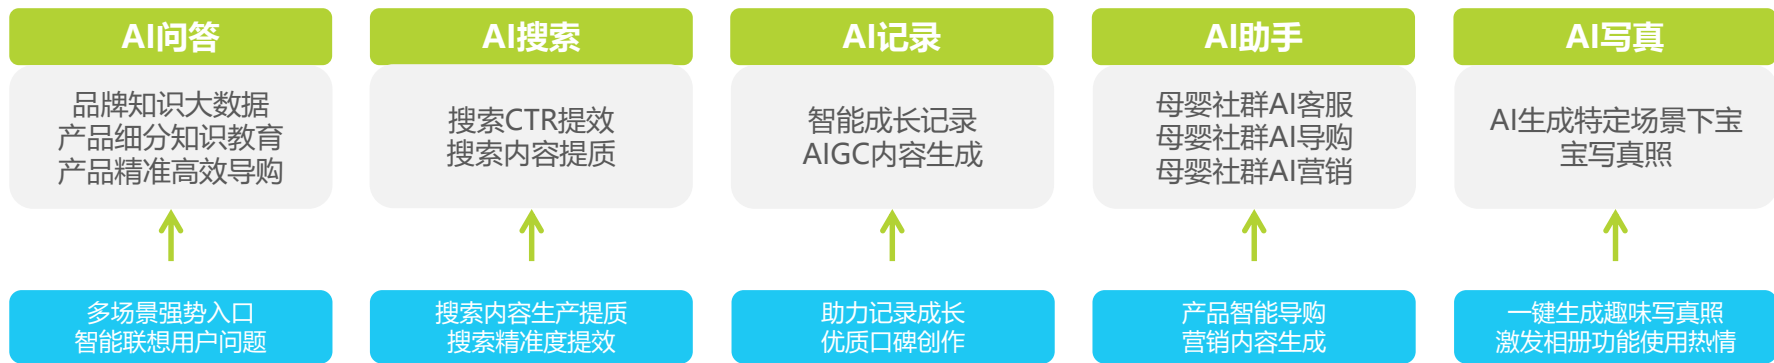 AI问答
品牌知识大数据
产品细分知识教育
产品精准高效导购
多场景强势入口
智能联想用户问题
AI搜索
搜索CTR提效
搜索内容提质
搜索内容生产提质
搜索精准度提效
AI记录
智能成长记录
AIGC内容生成
助力记录成长
优质口碑创作
AI助手
母婴社群AI客服
母婴社群AI导购
母婴社群AI营销
产品智能导购
营销内容生成
AI写真
AI生成特定场景下宝
宝写真照
一键生成趣味写真照
激发相册功能使用热情